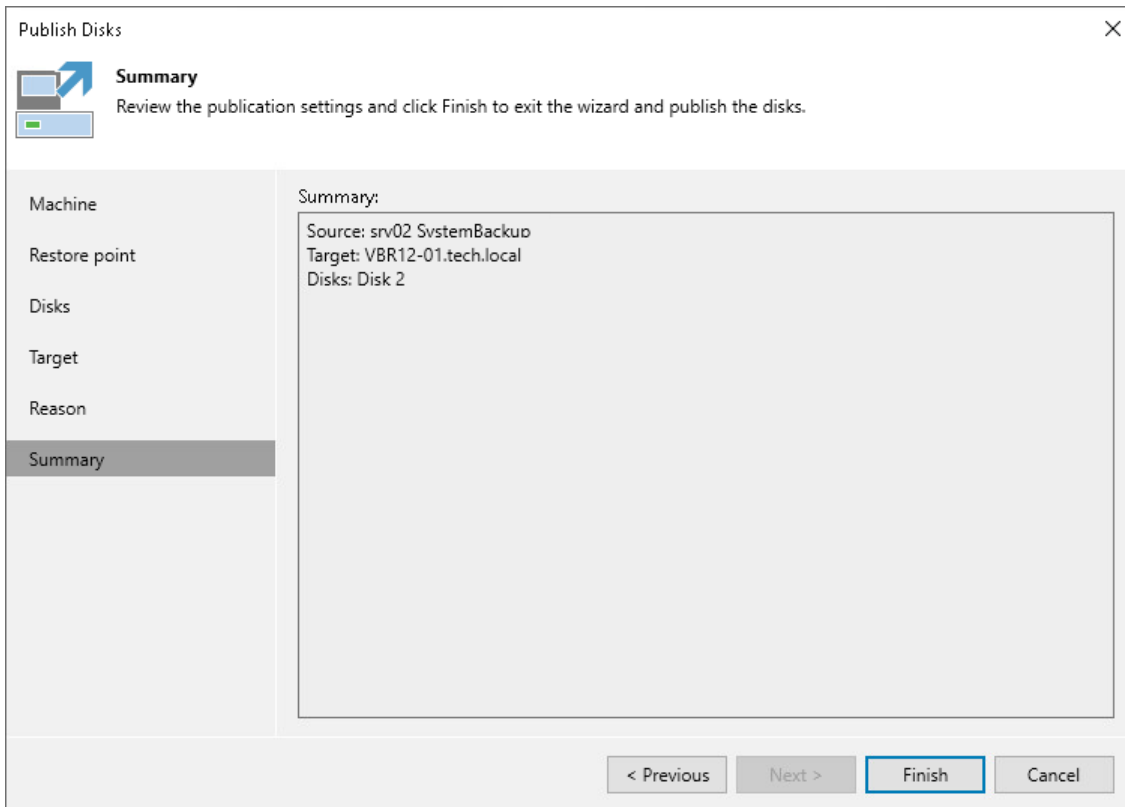 Publish Disks
Summary
Review the publication settings and click Finish to exit the wizard and publish the disks.
Machine
Restore point
Disks
Target
Reason
Summary
Summary:
Source: srv02 SystemBackup
Target: VBR12-01.tech.local
Disks: Disk 2
< Previous
Next >
Finish
Cancel